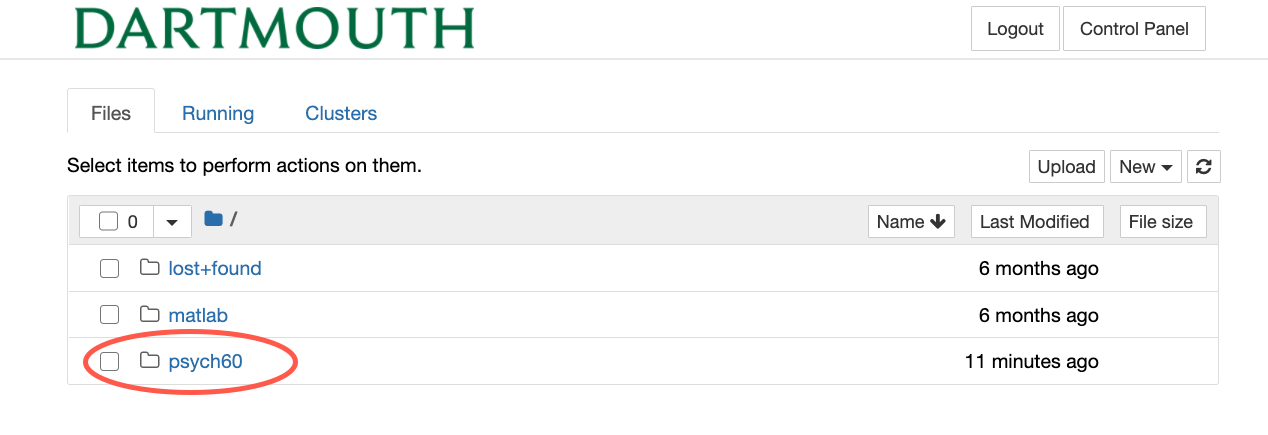 DARTMOUTH
Logout Control Panel
Files Running Clusters
Select items to perform actions on them.
Upload New
0 / Name Last Modified File size
lost+found 6 months ago
matlab 6 months ago
psych60 11 minutes ago